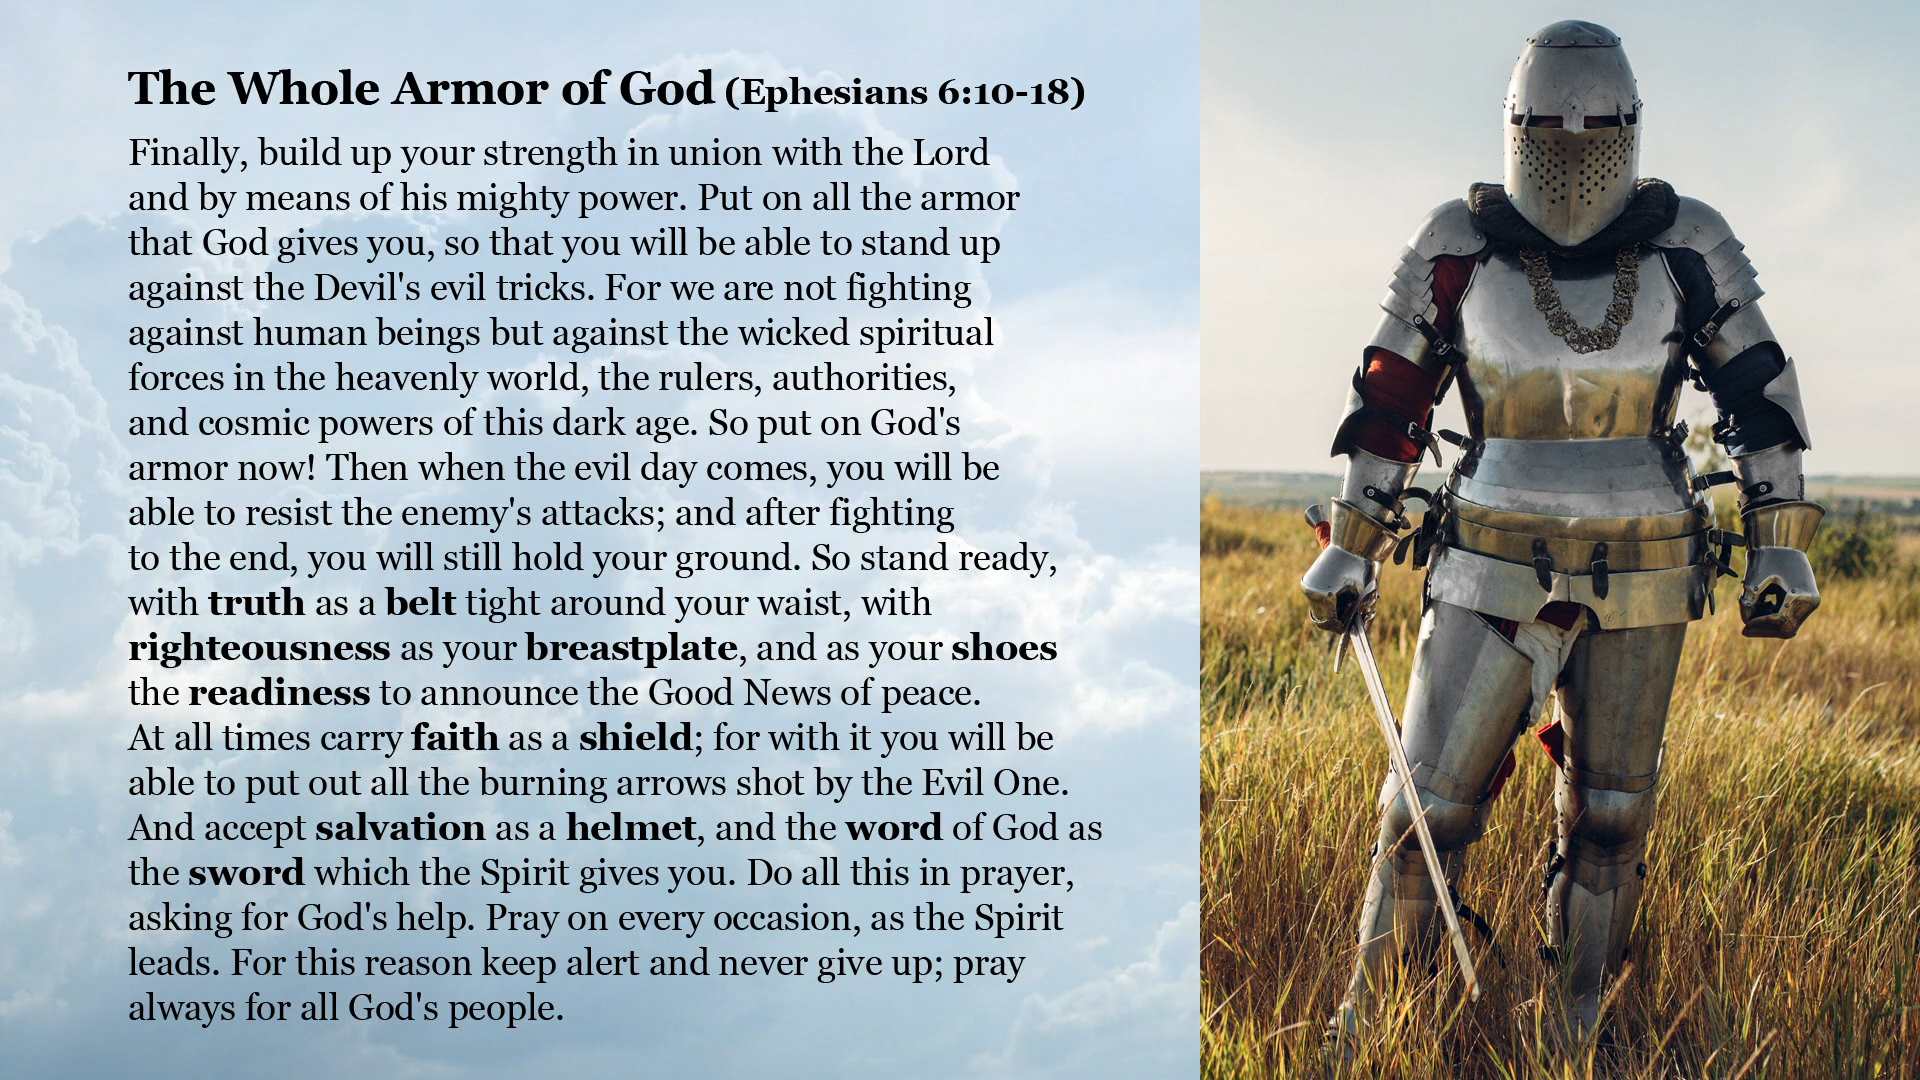 The Whole Armor of God (Ephesians 6:10-18)
Finally, build up your strength in union with the Lord
and by means of his mighty power. Put on all the armor
that God gives you, so that you will be able to stand up
against the Devil's evil tricks. For we are not fighting
against human beings but against the wicked spiritual
forces in the heavenly world, the rulers, authorities,
and cosmic powers of this dark age. So put on God's
armor now! Then when the evil day comes, you will be
able to resist the enemy's attacks; and after fighting
to the end, you will still hold your ground. So stand ready,
with truth as a belt tight around your waist, with
righteousness as your breastplate, and as your shoes
the readiness to announce the Good News of peace.
At all times carry faith as a shield; for with it you will be
able to put out all the burning arrows shot by the Evil One.
And accept salvation as a helmet, and the word of God as
the sword which the Spirit gives you. Do all this in prayer,
asking for God's help. Pray on every occasion, as the Spirit
leads. For this reason keep alert and never give up; pray
always for all God's people.